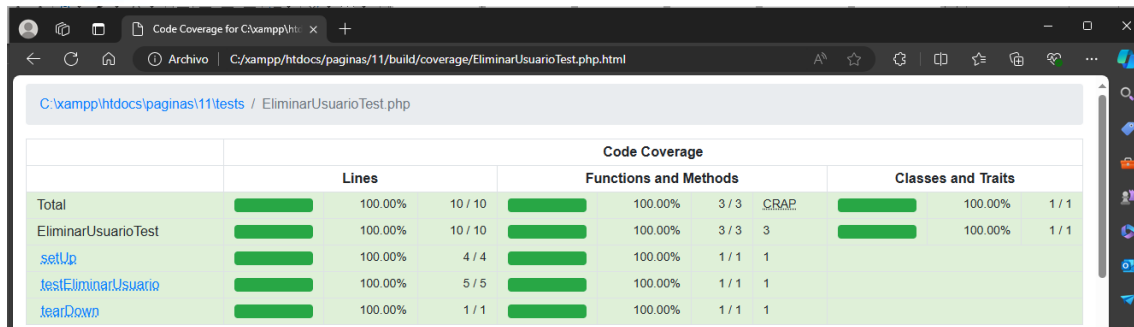 Code Coverage for C:\xampp\htc
Archivo C:/xampp/htdocs/paginas/11/build/coverage/EliminarUsuarioTest.php.html
C:\xampp\htdocs\paginas\11\tests / EliminarUsuarioTest.php
Code Coverage
Lines Functions and Methods Classes and Traits
Total 100.00% 10 / 10 100.00% 3 / 3 CRAP 100.00% 1 / 1
EliminarUsuarioTest 100.00% 10 / 10 100.00% 3 / 3 3 100.00% 1 / 1
setUp 100.00% 4 / 4 100.00% 1 / 1 1
testEliminarUsuario 100.00% 5 / 5 100.00% 1 / 1 1
tearDown 100.00% 1 / 1 100.00% 1 / 1 1